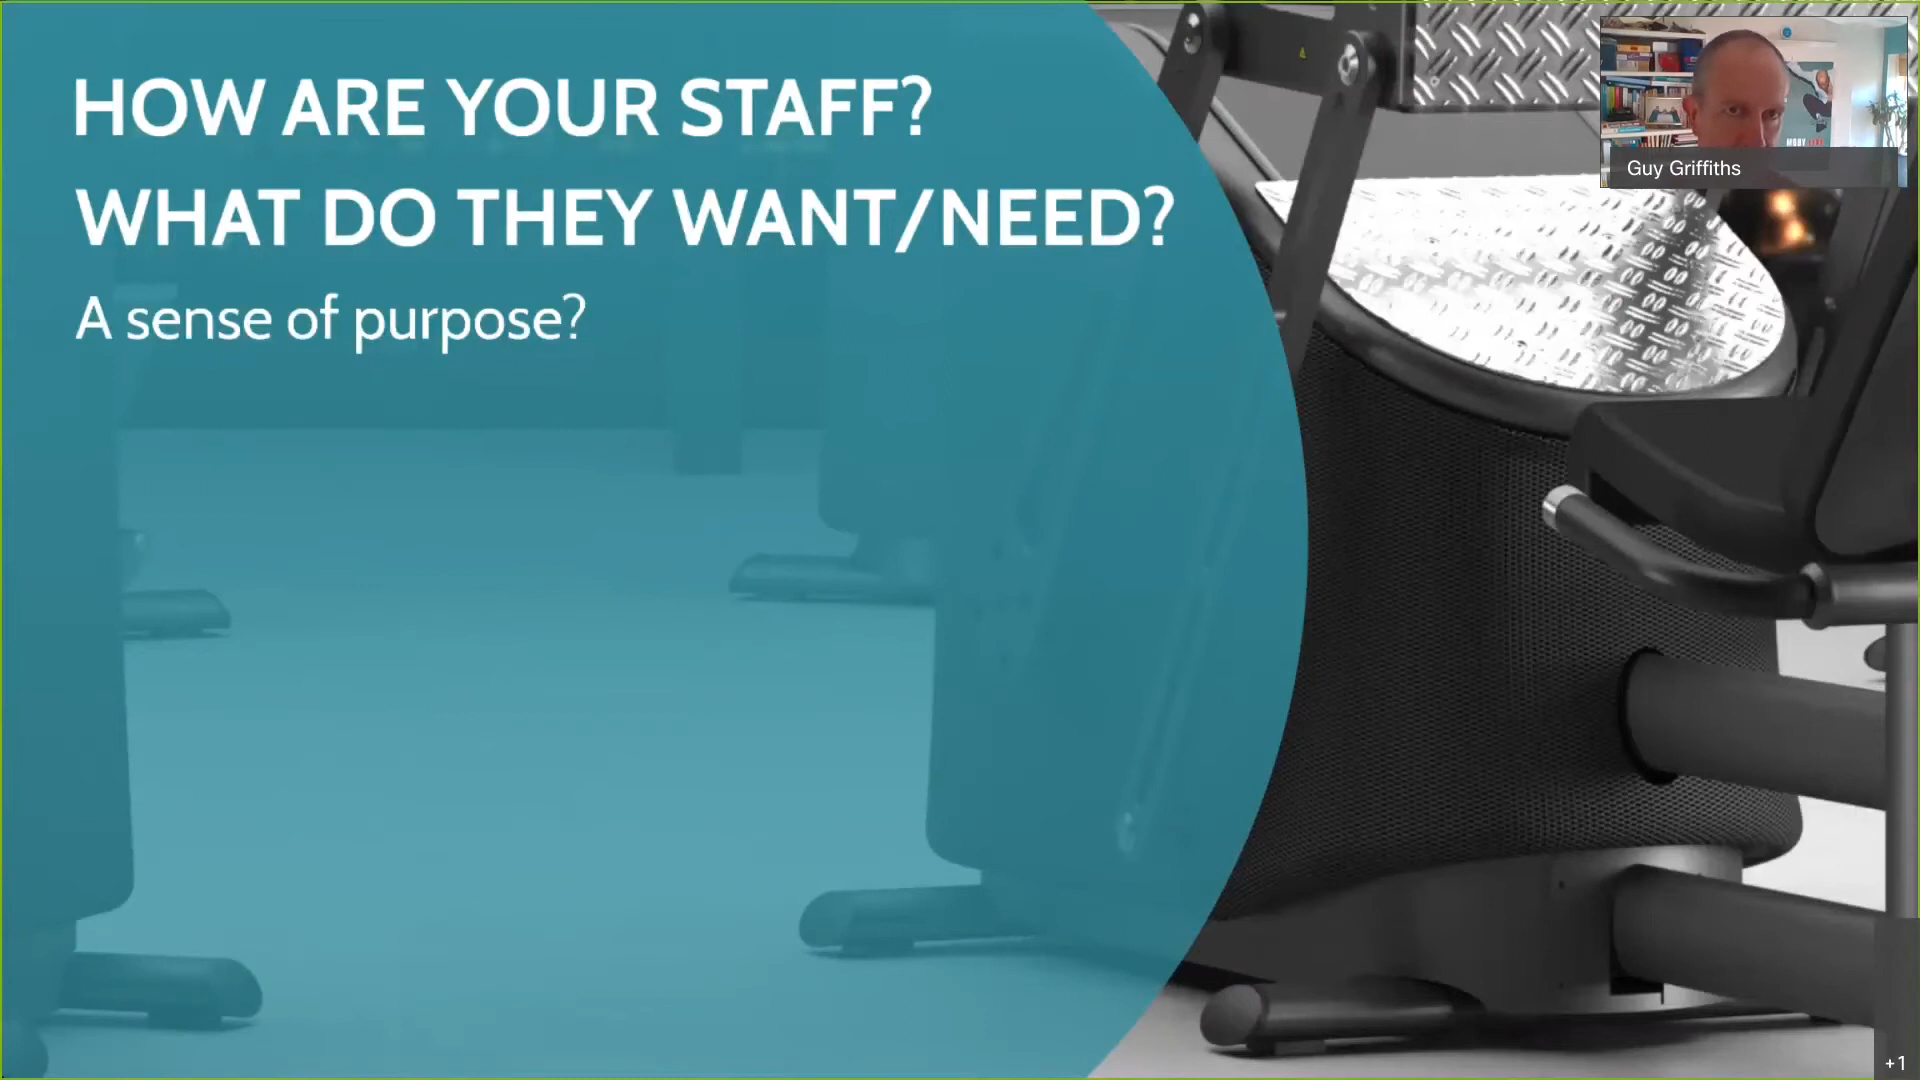 HOW ARE YOUR STAFF?
WHAT DO THEY WANT/NEED?
A sense of purpose?
Guy Griffiths
+1